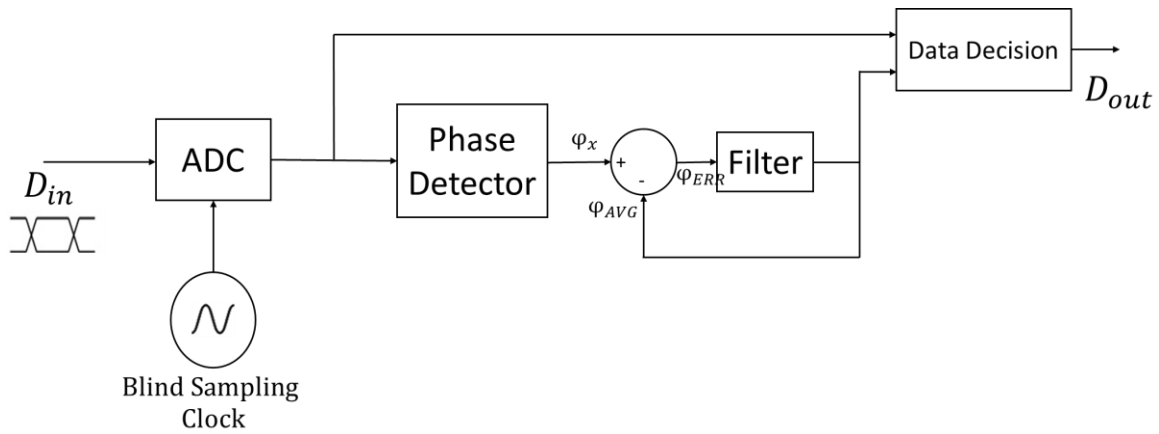 Data Decision
D_out
Phase
Detector
ADC
φ_x
+
-
φ_ERR
Filter
φ_AVG
D_in
Blind Sampling
Clock